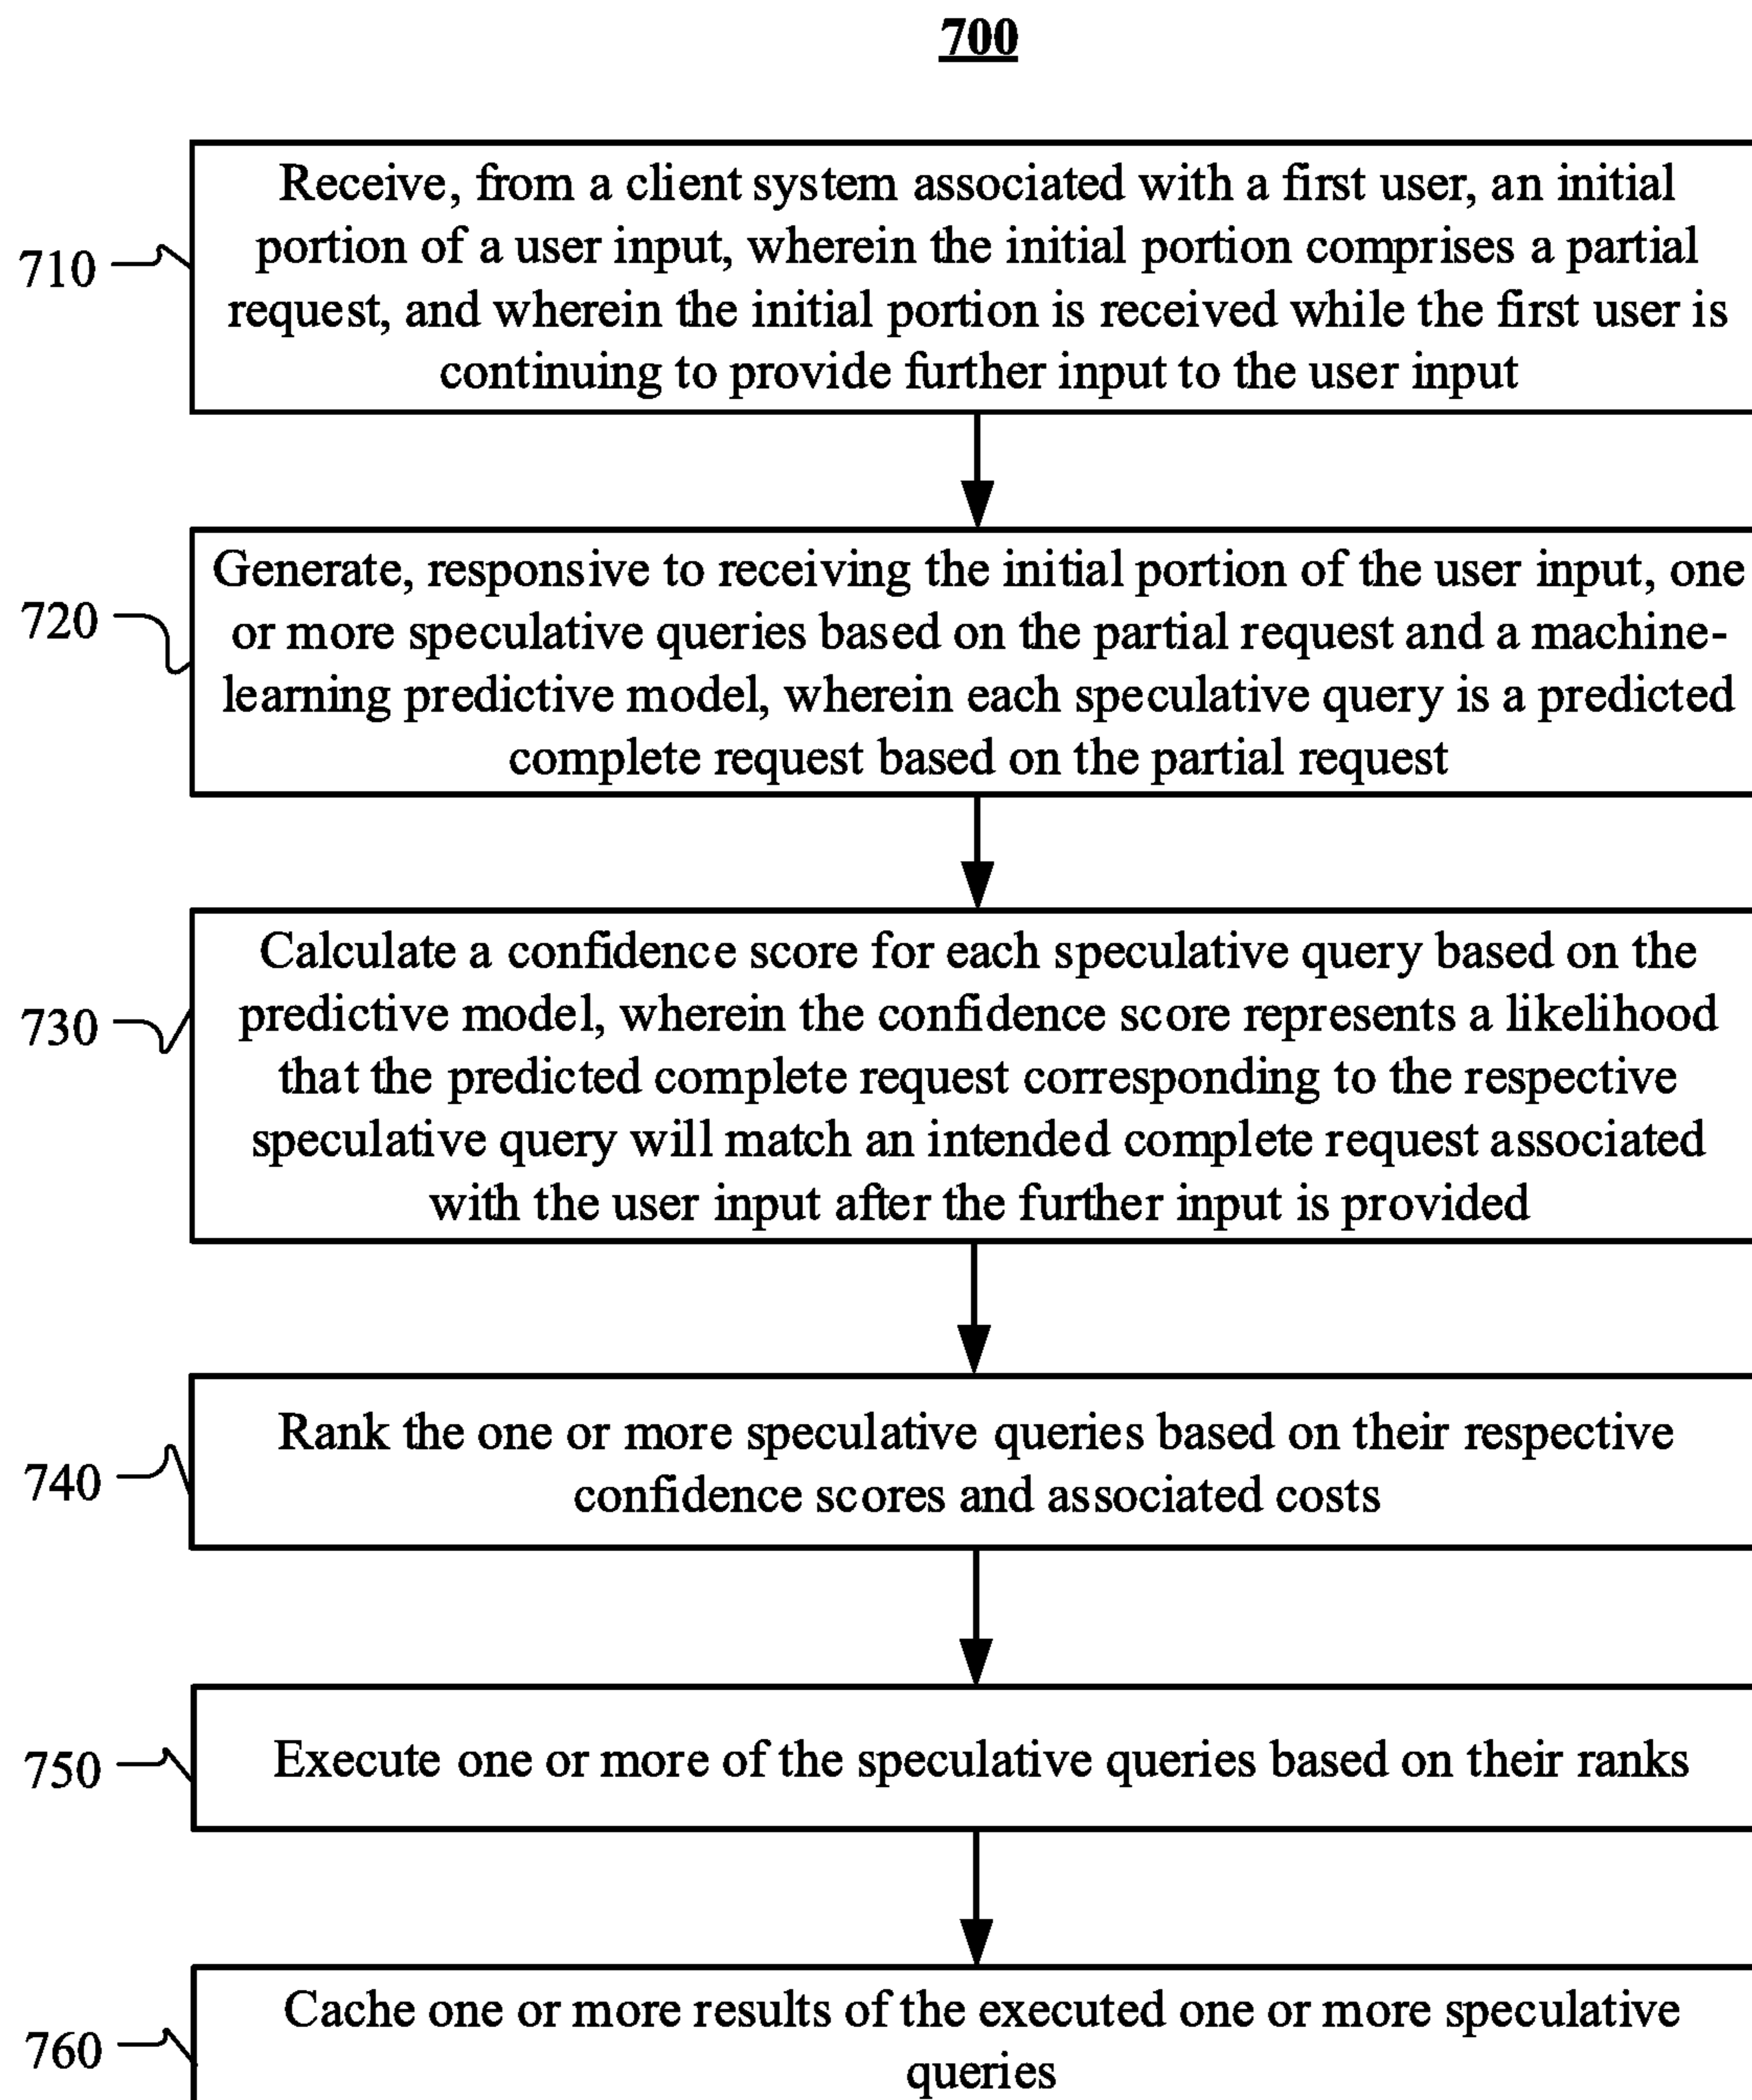 700
710
Receive, from a client system associated with a first user, an initial
portion of a user input, wherein the initial portion comprises a partial
request, and wherein the initial portion is received while the first user is
continuing to provide further input to the user input
720
Generate, responsive to receiving the initial portion of the user input, one
or more speculative queries based on the partial request and a machine-
learning predictive model, wherein each speculative query is a predicted
complete request based on the partial request
730
Calculate a confidence score for each speculative query based on the
predictive model, wherein the confidence score represents a likelihood
that the predicted complete request corresponding to the respective
speculative query will match an intended complete request associated
with the user input after the further input is provided
740
Rank the one or more speculative queries based on their respective
confidence scores and associated costs
750
Execute one or more of the speculative queries based on their ranks
760
Cache one or more results of the executed one or more speculative
queries